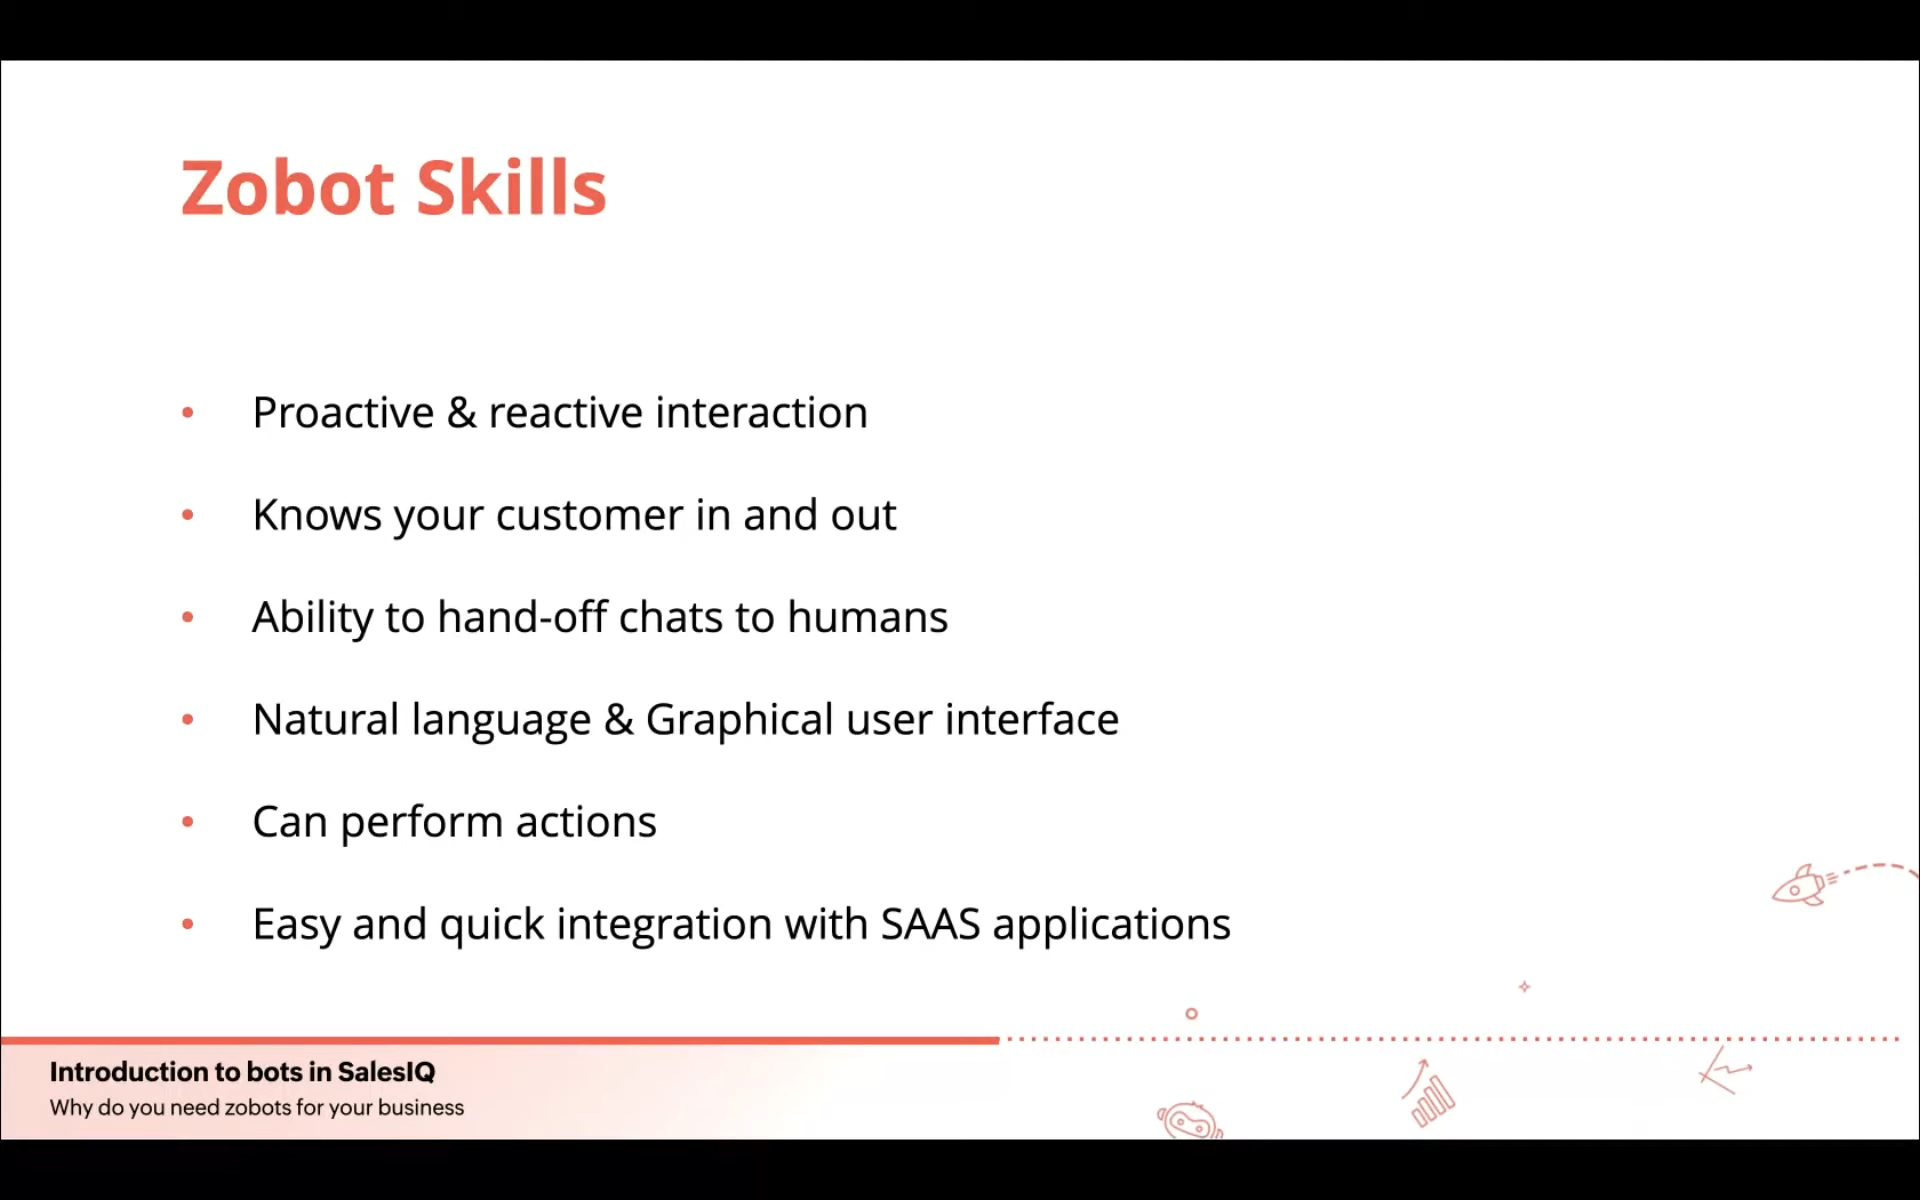 Zobot Skills
• Proactive & reactive interaction
• Knows your customer in and out
• Ability to hand-off chats to humans
• Natural language & Graphical user interface
• Can perform actions
• Easy and quick integration with SAAS applications
Introduction to bots in SalesIQ
Why do you need zobots for your business